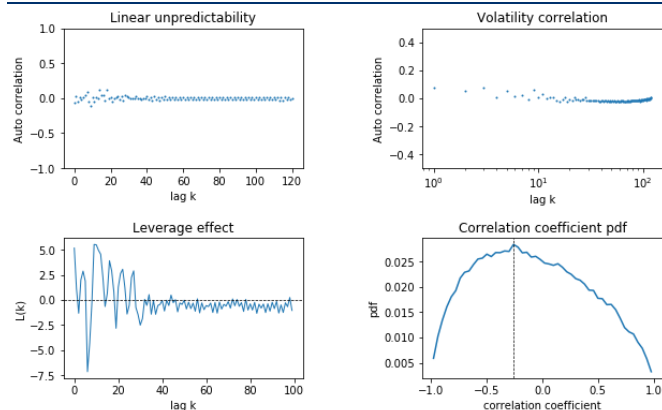 Linear unpredictability
1.0
0.5
0.0
−0.5
−1.0
Auto correlation
0 20 40 60 80 100 120
lag k
Volatility correlation
0.4
0.2
0.0
−0.2
−0.4
Auto correlation
10⁰ 10¹ 10²
lag k
Leverage effect
5.0
2.5
0.0
−2.5
−5.0
−7.5
L(k)
0 20 40 60 80 100
lag k
Correlation coefficient pdf
0.025
0.020
0.015
0.010
0.005
pdf
−1.0 −0.5 0.0 0.5 1.0
correlation coefficient